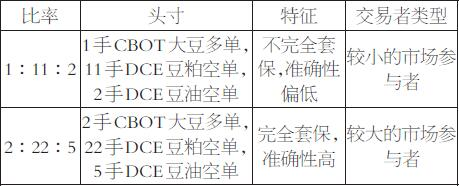 比率
头寸
特征
交易者类型
1：11：2
1手CBOT大豆多单，
11手DCE豆粕空单，
2手DCE豆油空单
不完全套
保，准确性
偏低
较小的市场参
与者
2：22：5
2手CBOT大豆多单，
22手DCE豆粕空单，
5手DCE豆油空单
完全套保，
准确性高
较大的市场参
与者